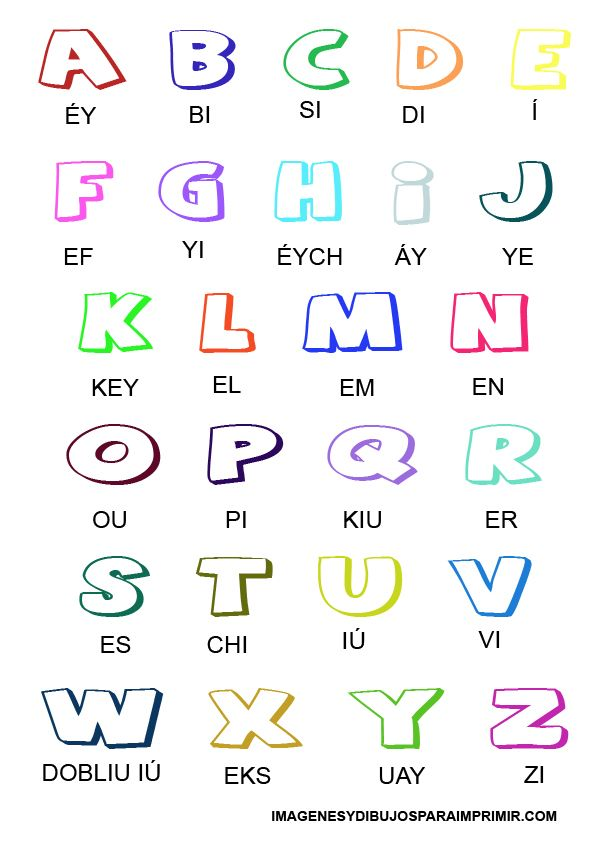 A B C D E
ÉY BI SI DI Í
F G H i J
EF YI ÉYCH ÁY YE
K L M N
KEY EL EM EN
O P Q R
OU PI KIU ER
S T U V
ES CHI IÚ VI
W X Y Z
DOBLIU IÚ EKS UAY ZI
IMAGENESYDIBUJOSPARAIMPRIMIR.COM